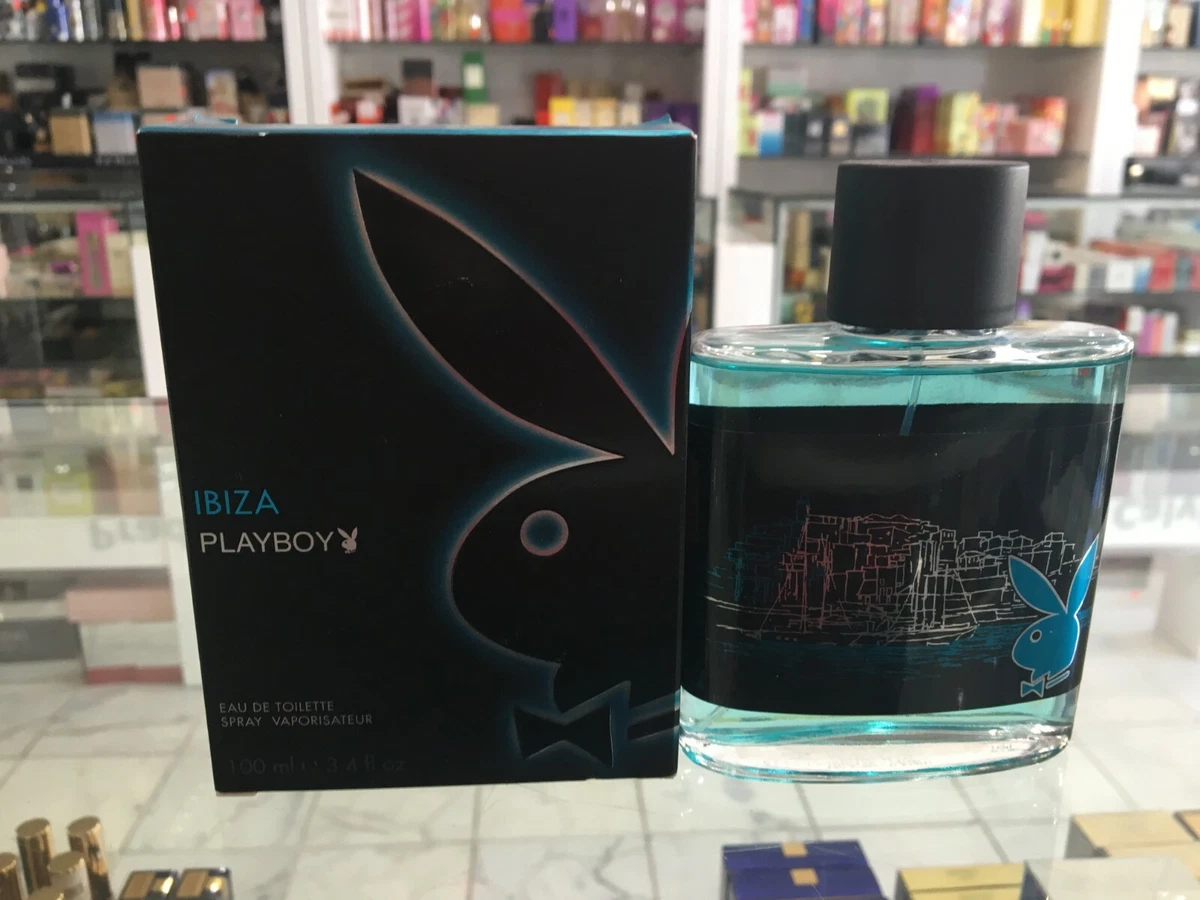 IBIZA
PLAYBOY
EAU DE TOILETTE
SPRAY VAPORISATEUR
100 ml e 3.4 fl oz